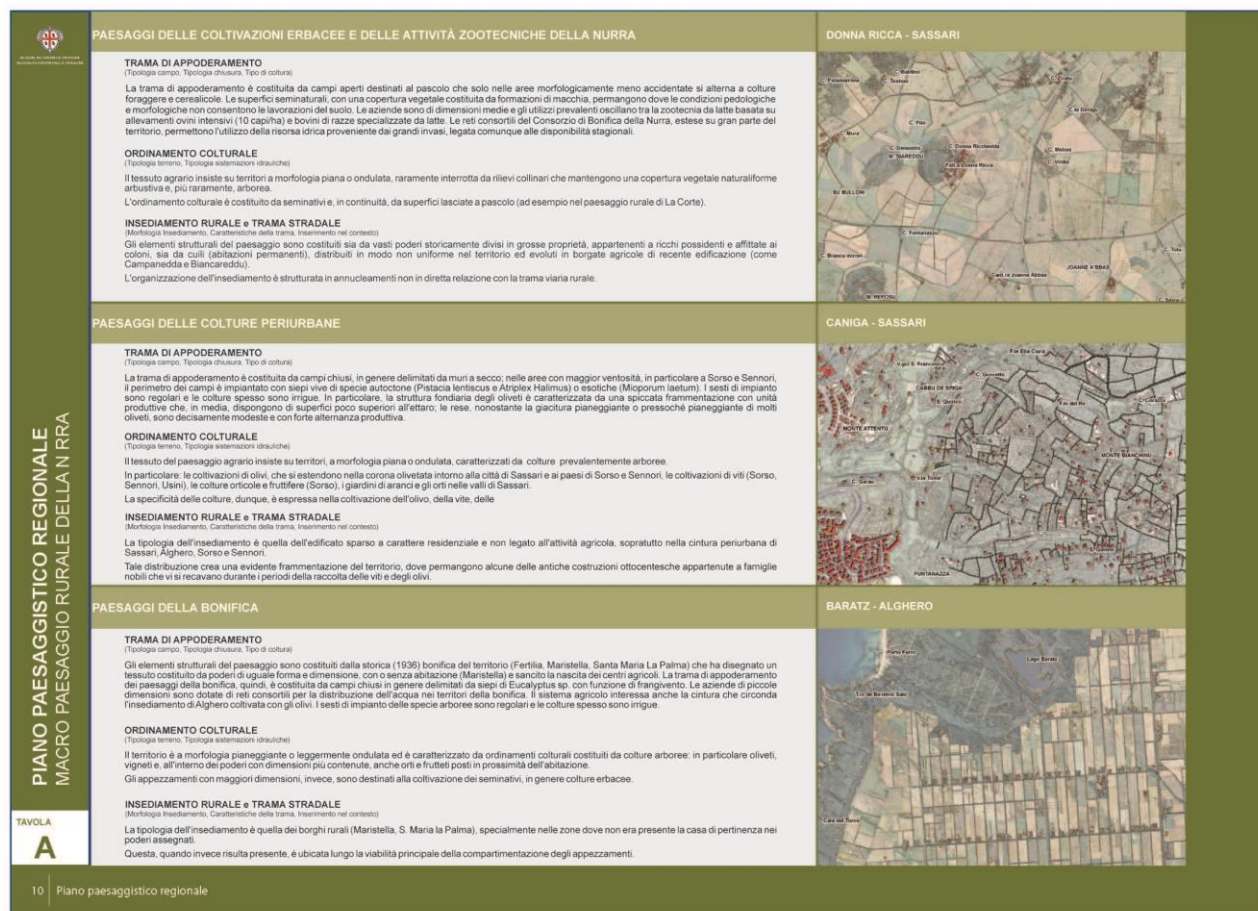 PAESAGGI DELLE COLTIVAZIONI ERBACEE E DELLE ATTIVITÀ ZOOTECNICHE DELLA NURRA
TRAMA DI APPODERAMENTO
(Tipologia campo, Tipologia chiusura, Tipo di coltura)
La trama di appoderamento è costituita da campi aperti destinati al pascolo che solo nelle aree morfologicamente meno accidentate si alterna a colture
foraggere e cerealicole. Le superfici seminaturali, con una copertura vegetale costituita da formazioni di macchia, permangono dove le condizioni pedologiche
e morfologiche non consentono le lavorazioni del suolo. Le aziende sono di dimensioni medie e gli utilizzi prevalenti oscillano tra la zootecnia da latte basata su
allevamenti ovini intensivi (10 capi/ha) e bovini di razze specializzate da latte. Le reti consortili del Consorzio di Bonifica della Nurra, estese su gran parte del
territorio, permettono l'utilizzo della risorsa idrica proveniente dai grandi invasi, legata comunque alle disponibilità stagionali.
ORDINAMENTO COLTURALE
(Tipologia terreno, Tipologia sistemazioni idrauliche)
Il tessuto agrario insiste su territori a morfologia piana o ondulata, raramente interrotta da rilievi collinari che mantengono una copertura vegetale naturaliforme
arbustiva e, più raramente, arborea.
L'ordinamento colturale è costituito da seminativi e, in continuità, da superfici lasciate a pascolo (ad esempio nel paesaggio rurale di La Corte).
INSEDIAMENTO RURALE e TRAMA STRADALE
(Morfologia Insediamento, Caratteristiche della trama, Inserimento nel contesto)
Gli elementi strutturali del paesaggio sono costituiti sia da vasti poderi storicamente divisi in grosse proprietà, appartenenti a ricchi possidenti e affittate ai
coloni, sia da cuili (abitazioni permanenti), distribuiti in modo non uniforme nel territorio ed evoluti in borgate agricole di recente edificazione (come
Campanedda e Biancareddu).
L'organizzazione dell'insediamento è strutturata in annucleamenti non in diretta relazione con la trama viaria rurale.
DONNA RICCA - SASSARI
C. Baldino
C. Pito
C. Mura
C. Donna Ricchedda
Fatt.a Donna Ricca
C. Meloni
SU BULLONI
C. Fontanazzu
Cant.re Joanne Abbas
JOANNE A'BBAS
PAESAGGI DELLE COLTURE PERIURBANE
TRAMA DI APPODERAMENTO
(Tipologia campo, Tipologia chiusura, Tipo di coltura)
La trama di appoderamento è costituita da campi chiusi, in genere delimitati da muri a secco; nelle aree con maggior ventosità, in particolare a Sorso e Sennori,
il perimetro dei campi è impiantato con siepi vive di specie autoctone (Pistacia lentiscus e Atriplex Halimus) o esotiche (Mioporum laetum). I sesti di impianto
sono regolari e le colture spesso sono irrigue. In particolare, la struttura fondiaria degli oliveti è caratterizzata da una spiccata frammentazione con unità
produttive che, in media, dispongono di superfici poco superiori all'ettaro; le rese, nonostante la giacitura pianeggiante o pressoché pianeggiante di molti
oliveti, sono decisamente modeste e con forte alternanza produttiva.
ORDINAMENTO COLTURALE
(Tipologia terreno, Tipologia sistemazioni idrauliche)
Il tessuto del paesaggio agrario insiste su territori, a morfologia piana o ondulata, caratterizzati da colture prevalentemente arboree.
In particolare: le coltivazioni di olivi, che si estendono nella corona olivetata intorno alla città di Sassari e ai paesi di Sorso e Sennori, le coltivazioni di viti (Sorso,
Sennori, Usini), le colture orticole e fruttifere (Sorso), i giardini di aranci e gli orti nelle valli di Sassari.
La specificità delle colture, dunque, è espressa nella coltivazione dell'olivo, della vite, delle
INSEDIAMENTO RURALE e TRAMA STRADALE
(Morfologia Insediamento, Caratteristiche della trama, Inserimento nel contesto)
La tipologia dell'insediamento è quella dell'edificato sparso a carattere residenziale e non legato all'attività agricola, sopratutto nella cintura periurbana di
Sassari, Alghero, Sorso e Sennori.
Tale distribuzione crea una evidente frammentazione del territorio, dove permangono alcune delle antiche costruzioni ottocentesche appartenute a famiglie
nobili che vi si recavano durante i periodi della raccolta delle viti e degli olivi.
CANIGA - SASSARI
CABBU DE SPIGA
MONTE ATTENTU
MONTE BIANCHINU
FUNTANAZZA
PAESAGGI DELLA BONIFICA
TRAMA DI APPODERAMENTO
(Tipologia campo, Tipologia chiusura, Tipo di coltura)
Gli elementi strutturali del paesaggio sono costituiti dalla storica (1936) bonifica del territorio (Fertilia, Maristella, Santa Maria La Palma) che ha disegnato un
tessuto costituito da poderi di uguale forma e dimensione, con o senza abitazione (Maristella) e sancito la nascita dei centri agricoli. La trama di appoderamento
dei paesaggi della bonifica, quindi, è costituita da campi chiusi in genere delimitati da siepi di Eucalyptus sp. con funzione di frangivento. Le aziende di piccole
dimensioni sono dotate di reti consortili per la distribuzione dell'acqua nei territori della bonifica. Il sistema agricolo interessa anche la cintura che circonda
l'insediamento di Alghero coltivata con gli olivi. I sesti di impianto delle specie arboree sono regolari e le colture spesso sono irrigue.
ORDINAMENTO COLTURALE
(Tipologia terreno, Tipologia sistemazioni idrauliche)
Il territorio è a morfologia pianeggiante o leggermente ondulata ed è caratterizzato da ordinamenti colturali costituiti da colture arboree: in particolare oliveti,
vigneti e, all'interno dei poderi con dimensioni più contenute, anche orti e frutteti posti in prossimità dell'abitazione.
Gli appezzamenti con maggiori dimensioni, invece, sono destinati alla coltivazione dei seminativi, in genere colture erbacee.
INSEDIAMENTO RURALE e TRAMA STRADALE
(Morfologia Insediamento, Caratteristiche della trama, Inserimento nel contesto)
La tipologia dell'insediamento è quella dei borghi rurali (Maristella, S. Maria la Palma), specialmente nelle zone dove non era presente la casa di pertinenza nei
poderi assegnati.
Questa, quando invece risulta presente, è ubicata lungo la viabilità principale della compartimentazione degli appezzamenti.
BARATZ - ALGHERO
Porto Ferro
Lago Baratz
Cala del Turco
PIANO PAESAGGISTICO REGIONALE
MACRO PAESAGGIO RURALE DELLA N RRA
TAVOLA
A
10 Piano paesaggistico regionale